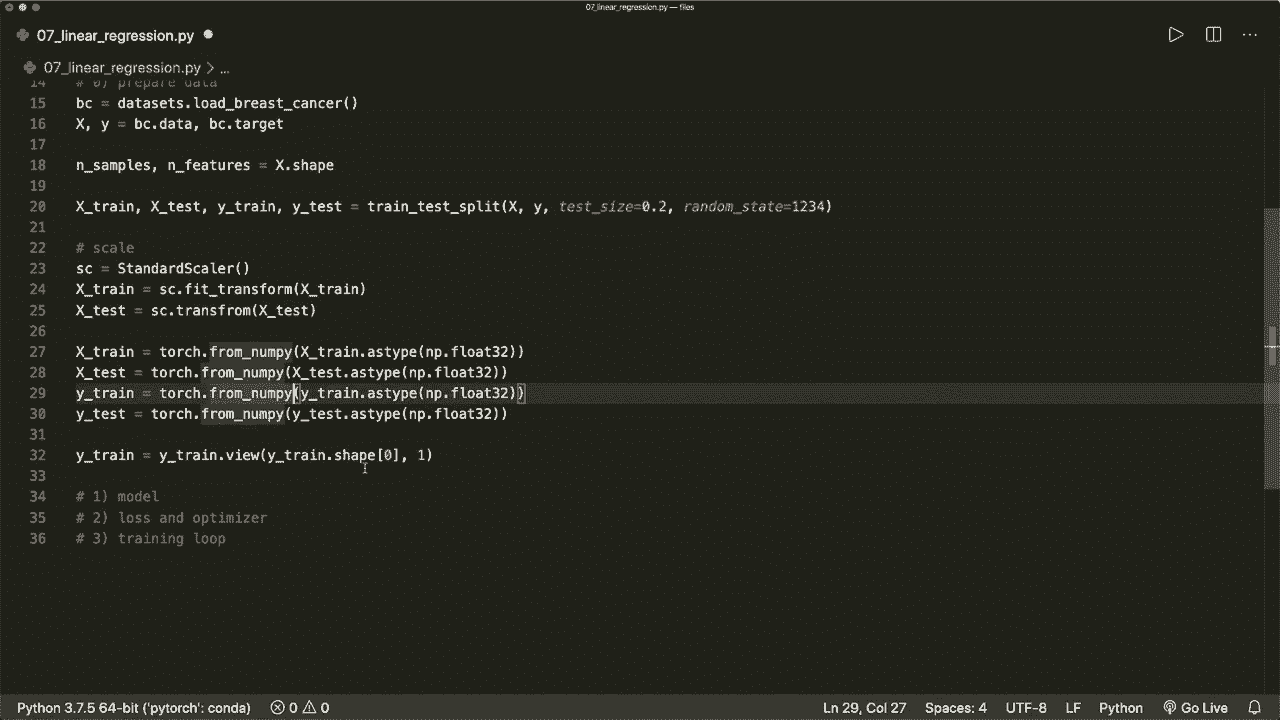 07_linear_regression.py — files
07_linear_regression.py
07_linear_regression.py > ...
14 # 0) prepare data
15 bc = datasets.load_breast_cancer()
16 X, y = bc.data, bc.target
17
18 n_samples, n_features = X.shape
19
20 X_train, X_test, y_train, y_test = train_test_split(X, y, test_size=0.2, random_state=1234)
21
22 # scale
23 sc = StandardScaler()
24 X_train = sc.fit_transform(X_train)
25 X_test = sc.transfrom(X_test)
26
27 X_train = torch.from_numpy(X_train.astype(np.float32))
28 X_test = torch.from_numpy(X_test.astype(np.float32))
29 y_train = torch.from_numpy(y_train.astype(np.float32))
30 y_test = torch.from_numpy(y_test.astype(np.float32))
31
32 y_train = y_train.view(y_train.shape[0], 1)
33
34 # 1) model
35 # 2) loss and optimizer
36 # 3) training loop
Python 3.7.5 64-bit ('pytorch': conda) 0 0 Ln 29, Col 27 Spaces: 4 UTF-8 LF Python Go Live